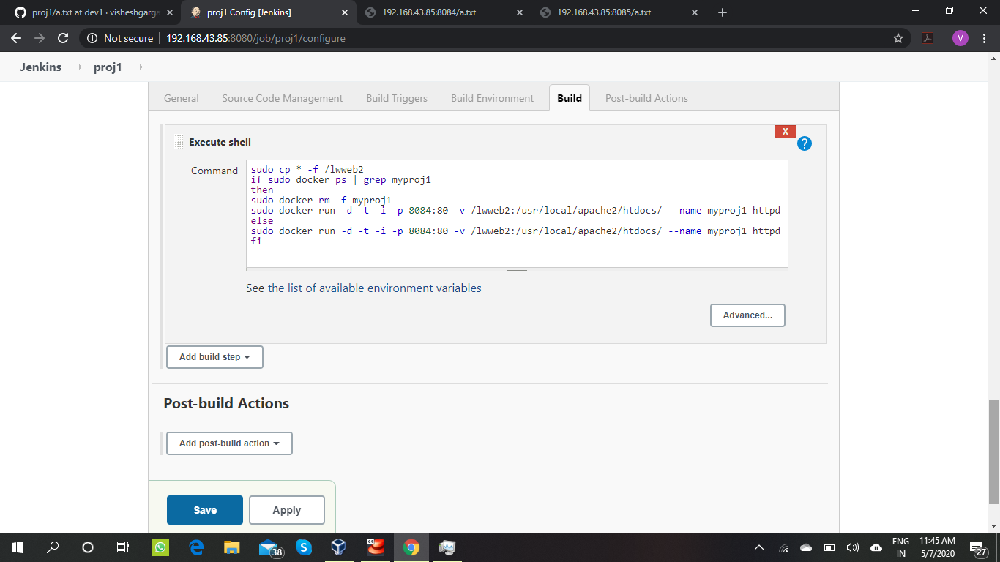 proj1/a.txt at dev1 · visheshgarga
proj1 Config [Jenkins]
192.168.43.85:8084/a.txt
192.168.43.85:8085/a.txt
Not secure
192.168.43.85:8080/job/proj1/configure
V
Jenkins
proj1
General
Source Code Management
Build Triggers
Build Environment
Build
Post-build Actions
X
Execute shell
?
Command
sudo cp * -f /lwweb2
if sudo docker ps | grep myproj1
then
sudo docker rm -f myproj1
sudo docker run -d -t -i -p 8084:80 -v /lwweb2:/usr/local/apache2/htdocs/ --name myproj1 httpd
else
sudo docker run -d -t -i -p 8084:80 -v /lwweb2:/usr/local/apache2/htdocs/ --name myproj1 httpd
fi
See the list of available environment variables
Advanced...
Add build step
Post-build Actions
Add post-build action
Save
Apply
38
64
ENG
IN
11:45 AM
5/7/2020
27